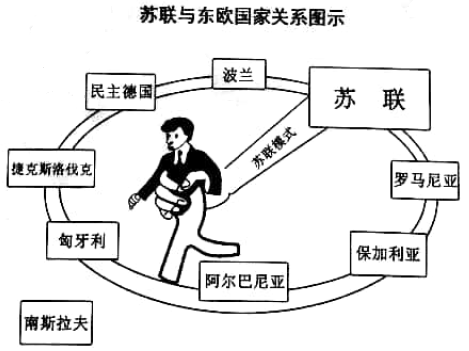 苏联与东欧国家关系图示
波兰
苏 联
民主德国
苏联模式
捷克斯洛伐克
罗马尼亚
匈牙利
保加利亚
阿尔巴尼亚
南斯拉夫